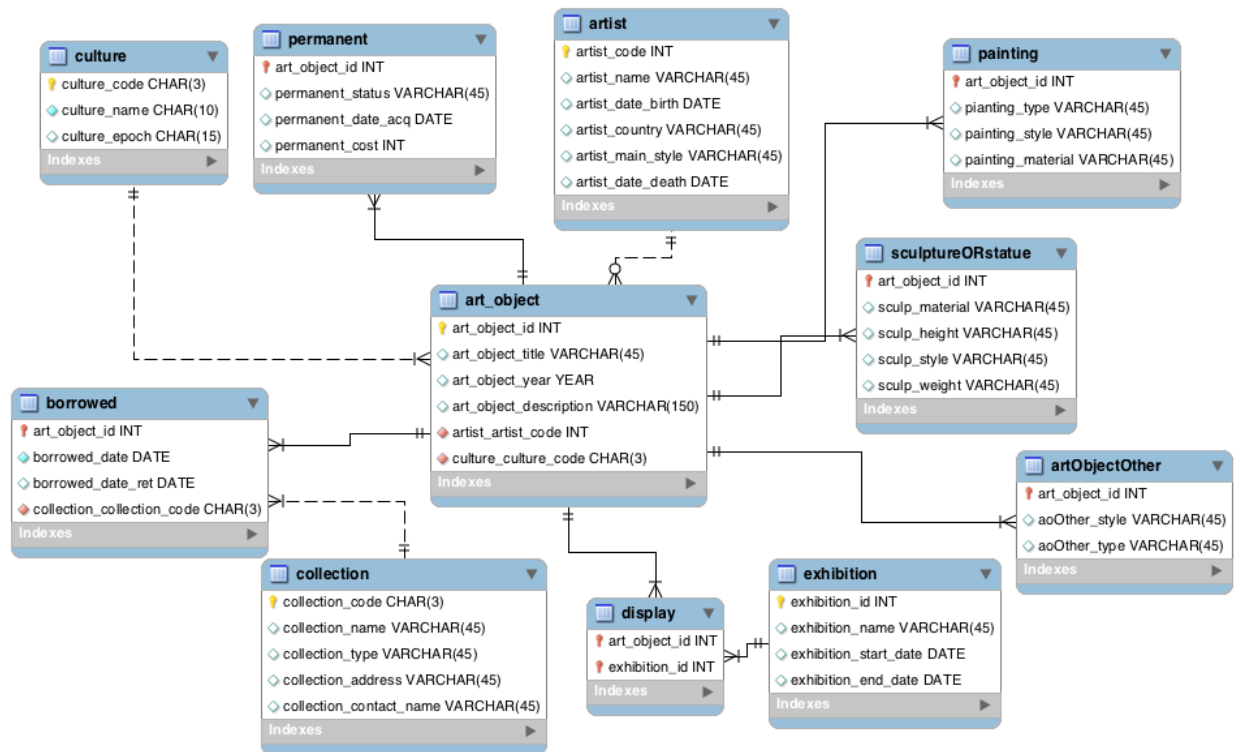 culture
culture_code CHAR(3)
culture_name CHAR(10)
culture_epoch CHAR(15)
Indexes
permanent
art_object_id INT
permanent_status VARCHAR(45)
permanent_date_acq DATE
permanent_cost INT
Indexes
artist
artist_code INT
artist_name VARCHAR(45)
artist_date_birth DATE
artist_country VARCHAR(45)
artist_main_style VARCHAR(45)
artist_date_death DATE
Indexes
painting
art_object_id INT
pianting_type VARCHAR(45)
painting_style VARCHAR(45)
painting_material VARCHAR(45)
Indexes
sculptureORstatue
art_object_id INT
sculp_material VARCHAR(45)
sculp_height VARCHAR(45)
sculp_style VARCHAR(45)
sculp_weight VARCHAR(45)
Indexes
art_object
art_object_id INT
art_object_title VARCHAR(45)
art_object_year YEAR
art_object_description VARCHAR(150)
artist_artist_code INT
culture_culture_code CHAR(3)
Indexes
borrowed
art_object_id INT
borrowed_date DATE
borrowed_date_ret DATE
collection_collection_code CHAR(3)
Indexes
artObjectOther
art_object_id INT
aoOther_style VARCHAR(45)
aoOther_type VARCHAR(45)
Indexes
collection
collection_code CHAR(3)
collection_name VARCHAR(45)
collection_type VARCHAR(45)
collection_address VARCHAR(45)
collection_contact_name VARCHAR(45)
Indexes
display
art_object_id INT
exhibition_id INT
Indexes
exhibition
exhibition_id INT
exhibition_name VARCHAR(45)
exhibition_start_date DATE
exhibition_end_date DATE
Indexes